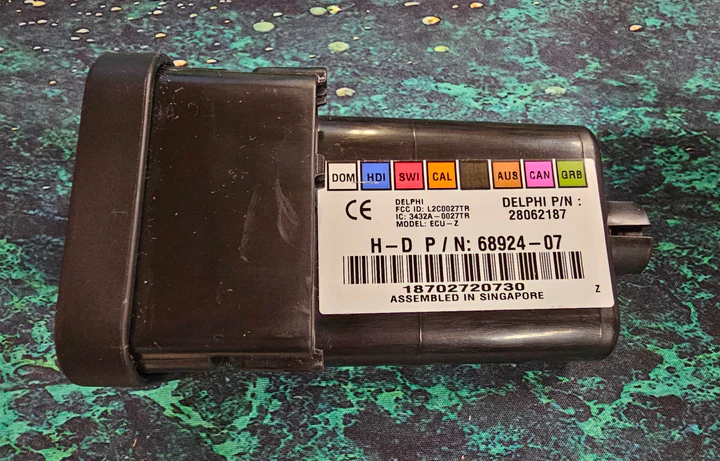 DOM HDI SWI CAL AUS CAN GRB
CE
DELPHI
FCC ID: L2C0027TR
IC: 3432A-0027TR
MODEL: ECU-Z
DELPHI P/N :
28062187
H-D P/N: 68924-07
18702720730
ASSEMBLED IN SINGAPORE
Z